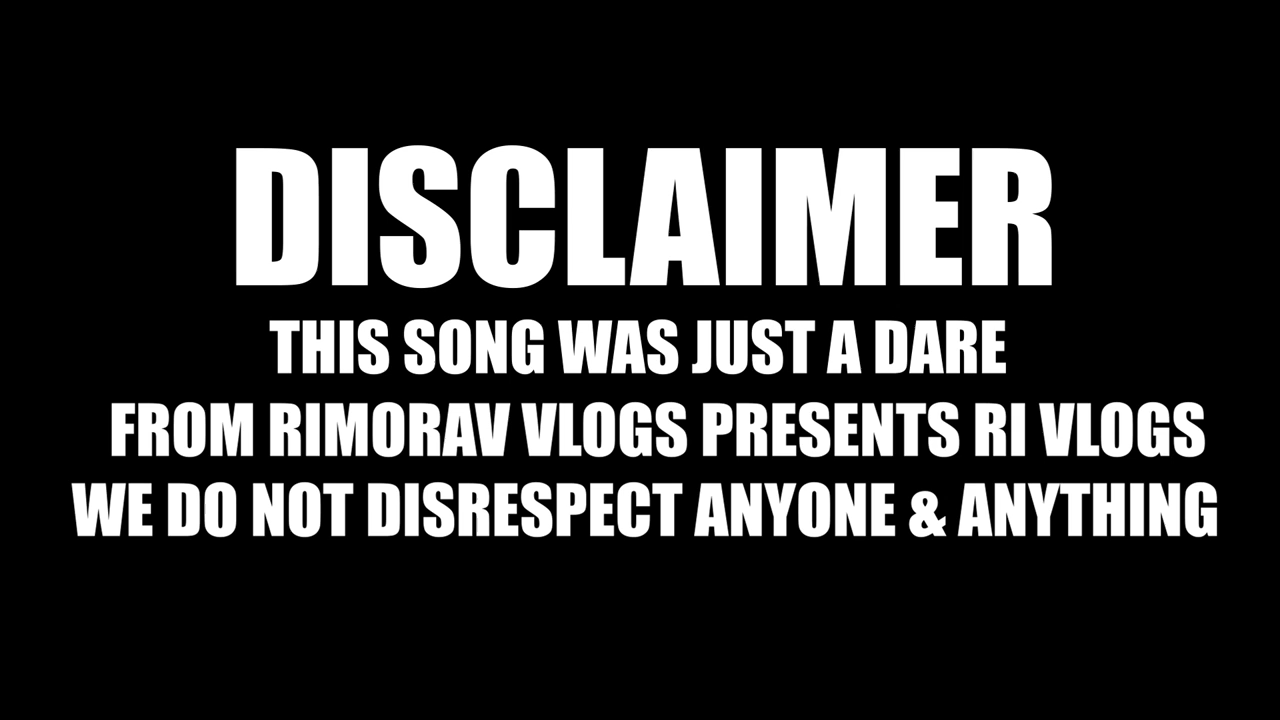 DISCLAIMER
THIS SONG WAS JUST A DARE
FROM RIMORAV VLOGS PRESENTS RI VLOGS
WE DO NOT DISRESPECT ANYONE & ANYTHING